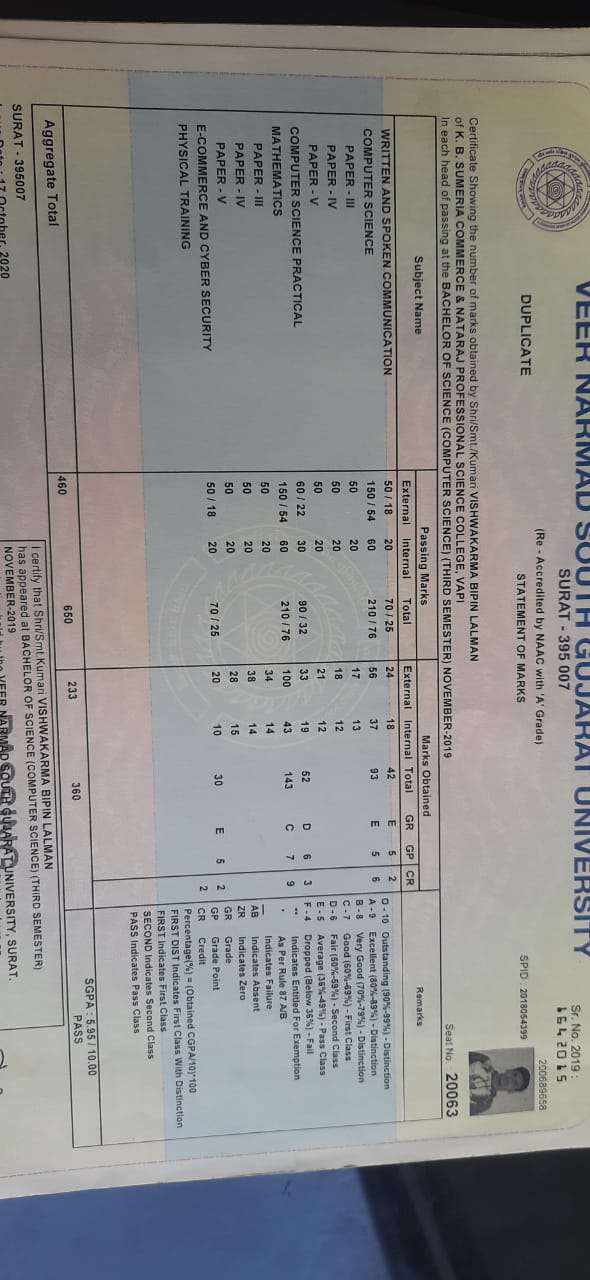 VEER NARMAD SOUTH GUJARAT UNIVERSITY
SURAT - 395 007
(Re - Accredited by NAAC with 'A' Grade)
STATEMENT OF MARKS
DUPLICATE
Sr. No. 2019 :
1642015
200689658
SPID : 2018054399
Seat No. 20063
Certificate Showing the number of marks obtained by Shri/Smt./Kumari VISHWAKARMA BIPIN LALMAN
of K. B. SUMERIA COMMERCE & NATARAJ PROFESSIONAL SCIENCE COLLEGE, VAPI
In each head of passing at the BACHELOR OF SCIENCE (COMPUTER SCIENCE) (THIRD SEMESTER) NOVEMBER-2019
Subject Name Passing Marks Marks Obtained Remarks
External Internal Total External Internal Total GR GP CR
WRITTEN AND SPOKEN COMMUNICATION 50 / 18 20 70 / 25 24 18 42 E 5 2
COMPUTER SCIENCE 150 / 54 60 210 / 76 56 37 93 E 5 6
PAPER - III 50 20 17 13
PAPER - IV 50 20 18 12
PAPER - V 50 20 21 12
COMPUTER SCIENCE PRACTICAL 60 / 22 30 90 / 32 33 19 52 D 6 3
MATHEMATICS 150 / 54 60 210 / 76 100 43 143 C 7 9
PAPER - III 50 20 34 14
PAPER - IV 50 20 38 14
PAPER - V 50 20 28 15
E-COMMERCE AND CYBER SECURITY 50 / 18 20 70 / 25 20 10 30 E 5 2
PHYSICAL TRAINING 2
O - 10 Outstanding (90%-99%) - Distinction
A - 9 Excellent (80%-89%) - Distinction
B - 8 Very Good (70%-79%) - Distinction
C - 7 Good (60%-69%) - First Class
D - 6 Fair (50%-59%) - Second Class
E - 5 Average (36%-49%) - Pass Class
F - 4 Dropped (Below 36%) - Fail
** Indicates Entitled For Exemption
* As Per Rule 87 A/B
__ Indicates Failure
AB Indicates Absent
ZR Indicates Zero
GR Grade
GP Grade Point
CR Credit
Percentage(%) = (Obtained CGPA/10)*100
FIRST DIST Indicates First Class With Distinction
FIRST Indicates First Class
SECOND Indicates Second Class
PASS Indicates Pass Class
SGPA : 5.95 / 10.00
Aggregate Total 460 650 233 360 PASS
I certify that Shri/Smt.Kumari VISHWAKARMA BIPIN LALMAN
has appeared at BACHELOR OF SCIENCE (COMPUTER SCIENCE) (THIRD SEMESTER)
NOVEMBER-2019
by the VEER NARMAD SOUTH GUJARAT UNIVERSITY, SURAT.
SURAT - 395007
Date : 17 October, 2020